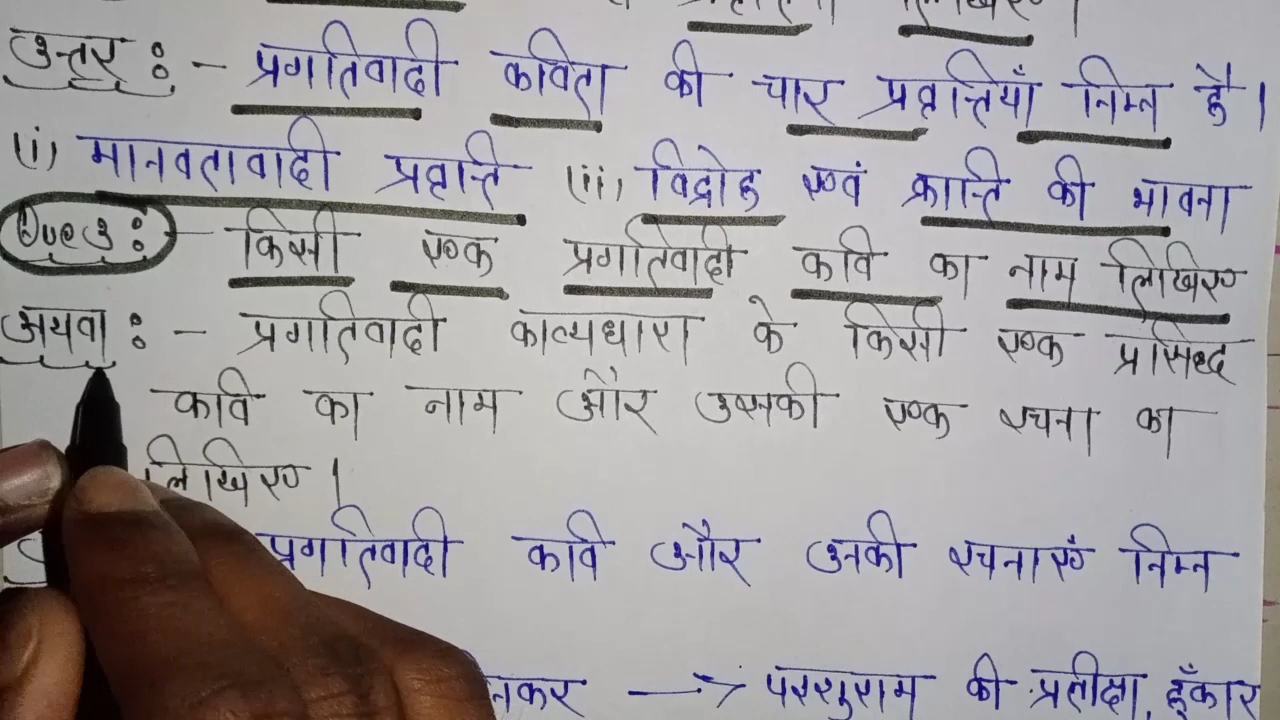 लिखिए।
उत्तर : - प्रगतिवादी कविता की चार प्रवृत्तियाँ निम्न है।
(i) मानवतावादी प्रवृत्ति (ii) विद्रोह एवं क्रान्ति की भावना
Que 3 : - किसी एक प्रगतिवादी कवि का नाम लिखिए
अथवा : - प्रगतिवादी काव्यधारा के किसी एक प्रसिध्द
कवि का नाम और उसकी एक रचना का
लिखिए।
प्रगतिवादी कवि और उनकी रचनाएं निम्न
नकर → परशुराम की प्रतीक्षा, हूँकार